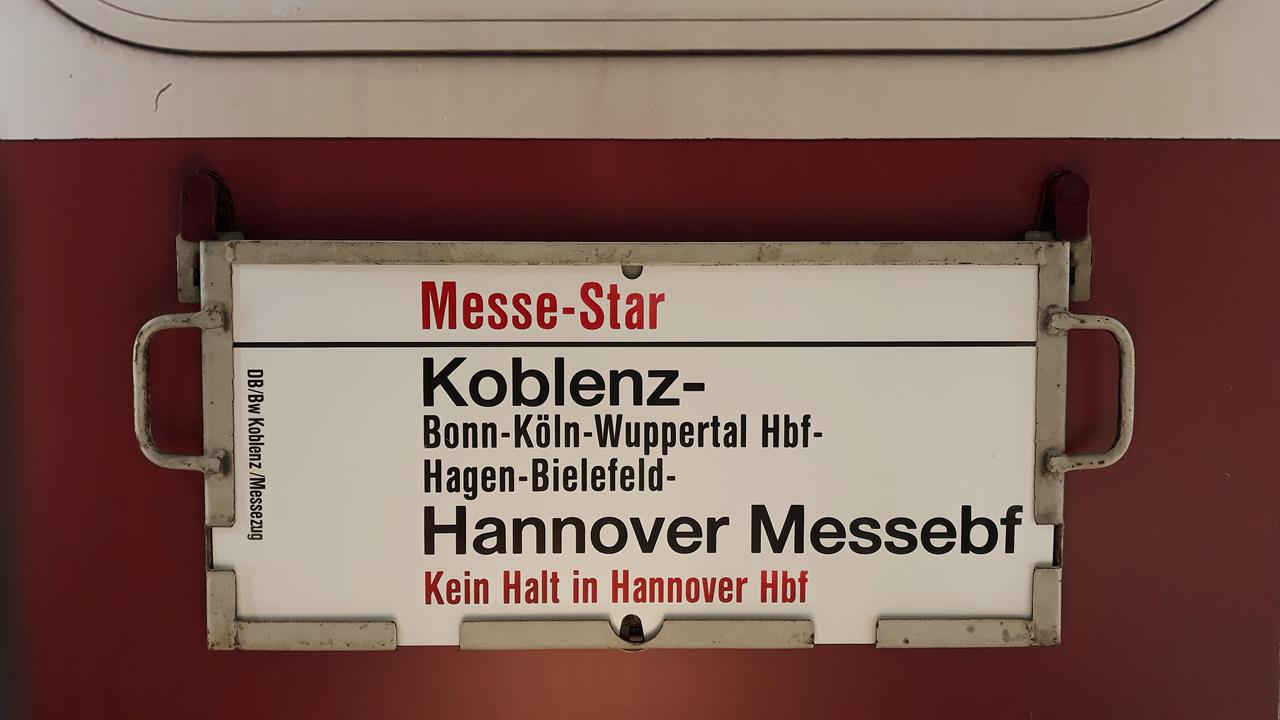 Messe-Star
Koblenz-
Bonn-Köln-Wuppertal Hbf-
Hagen-Bielefeld-
Hannover Messebf
Kein Halt in Hannover Hbf
DB/Bw Koblenz /Messezug